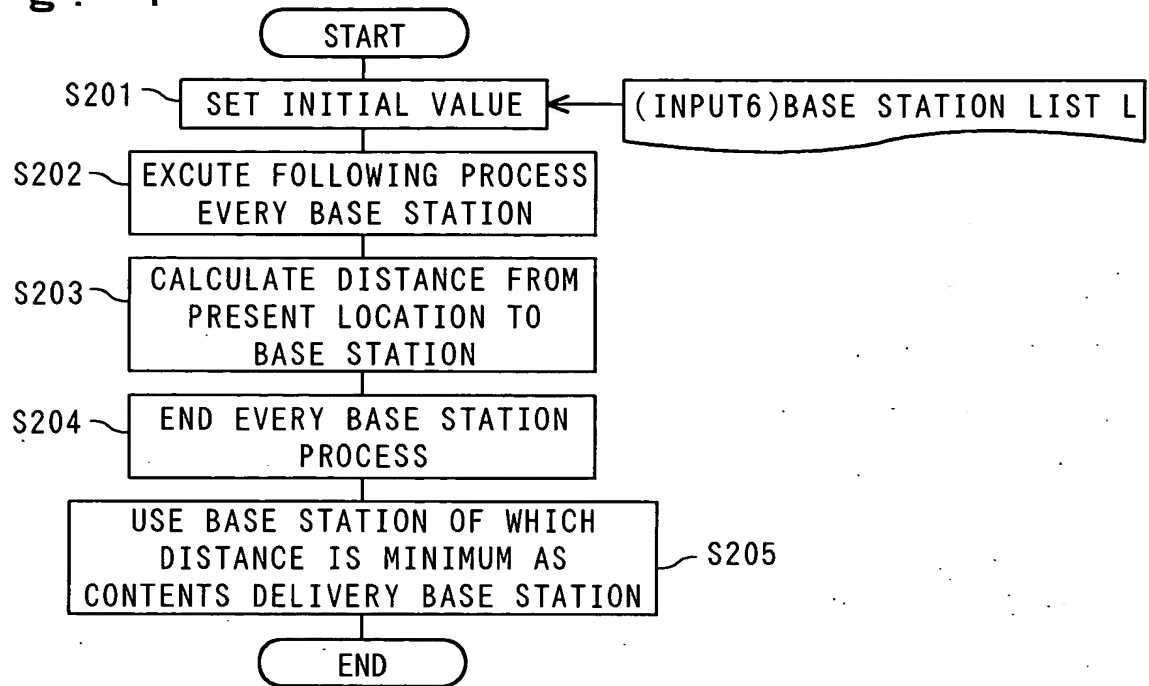 START
S201
SET INITIAL VALUE
(INPUT6)BASE STATION LIST L
S202
EXCUTE FOLLOWING PROCESS
EVERY BASE STATION
S203
CALCULATE DISTANCE FROM
PRESENT LOCATION TO
BASE STATION
S204
END EVERY BASE STATION
PROCESS
USE BASE STATION OF WHICH
DISTANCE IS MINIMUM AS
CONTENTS DELIVERY BASE STATION
S205
END